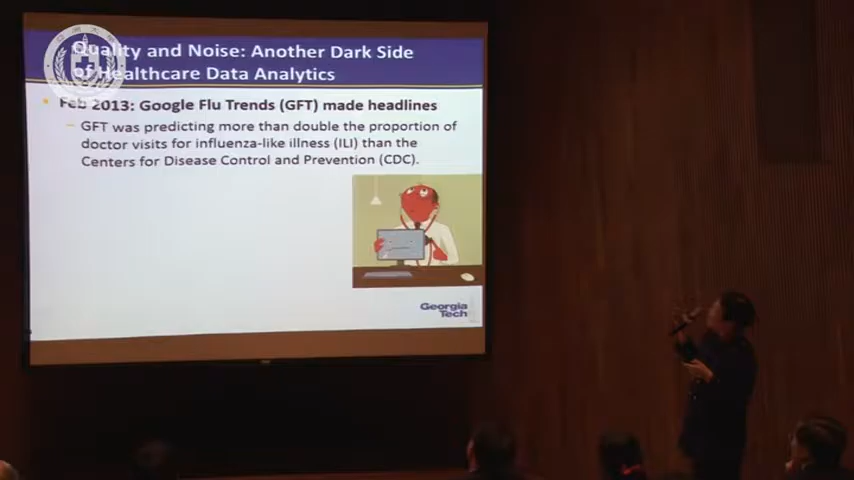 Quality and Noise: Another Dark Side
of Healthcare Data Analytics
Feb 2013: Google Flu Trends (GFT) made headlines
– GFT was predicting more than double the proportion of
doctor visits for influenza-like illness (ILI) than the
Centers for Disease Control and Prevention (CDC).
Georgia
Tech